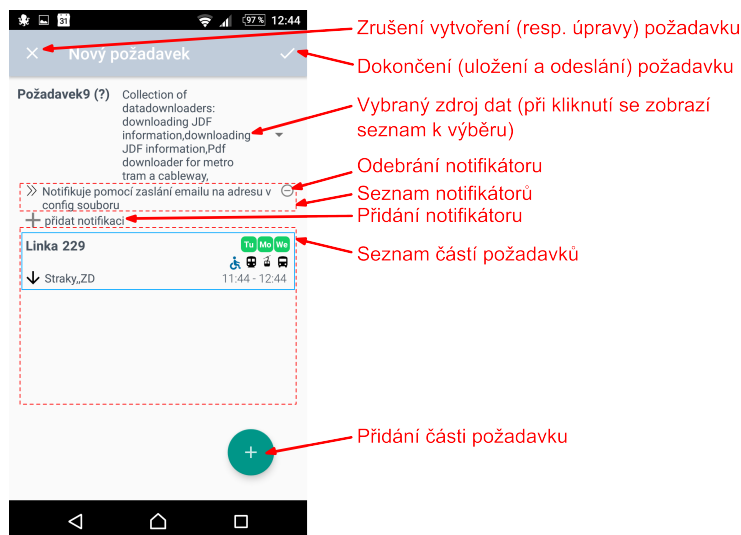 31
97%
12:44
Nový požadavek
Požadavek9 (?)
Collection of
datadownloaders:
downloading JDF
information,downloading
JDF information,Pdf
downloader for metro
tram a cableway,
Notifikuje pomocí zaslání emailu na adresu v
config souboru
přidat notifikaci
Linka 229
Tu Mo We
Straky,,ZD
11:44 - 12:44
Zrušení vytvoření (resp. úpravy) požadavku
Dokončení (uložení a odeslání) požadavku
Vybraný zdroj dat (při kliknutí se zobrazí
seznam k výběru)
Odebrání notifikátoru
Seznam notifikátorů
Přidání notifikátoru
Seznam částí požadavků
Přidání části požadavku